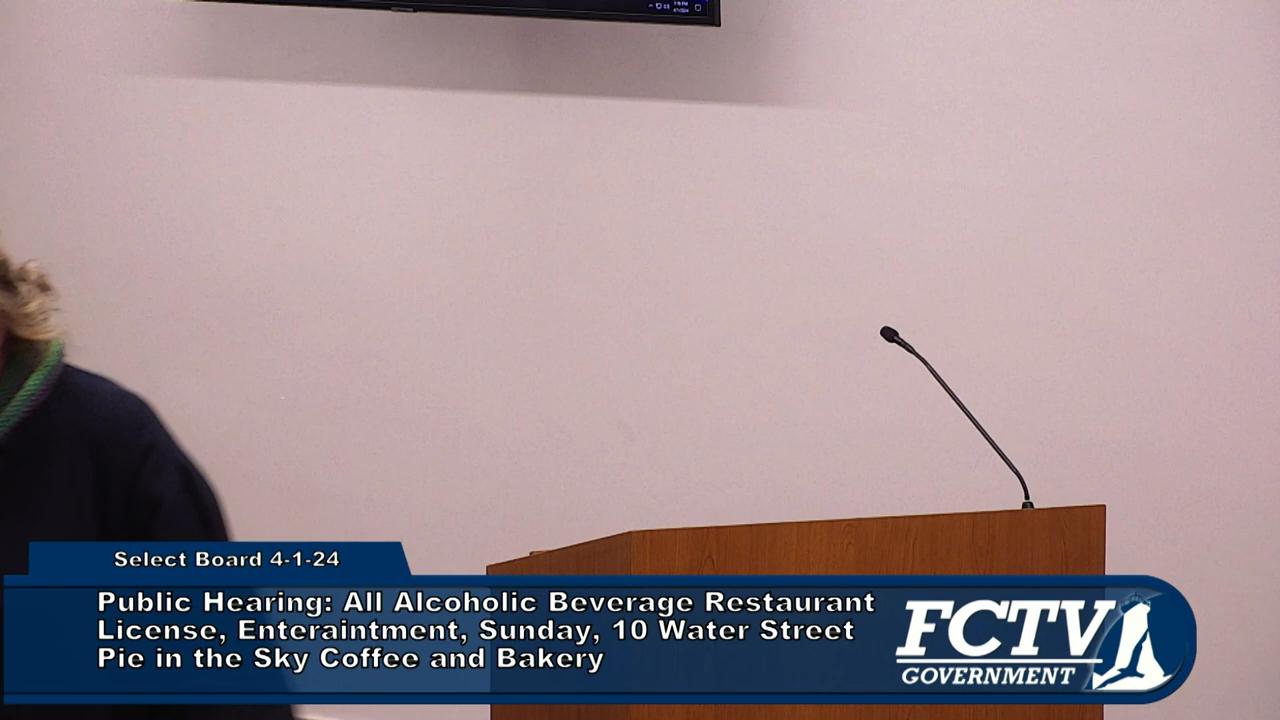 Select Board 4-1-24
Public Hearing: All Alcoholic Beverage Restaurant
License, Enteraintment, Sunday, 10 Water Street
Pie in the Sky Coffee and Bakery
FCTV
GOVERNMENT